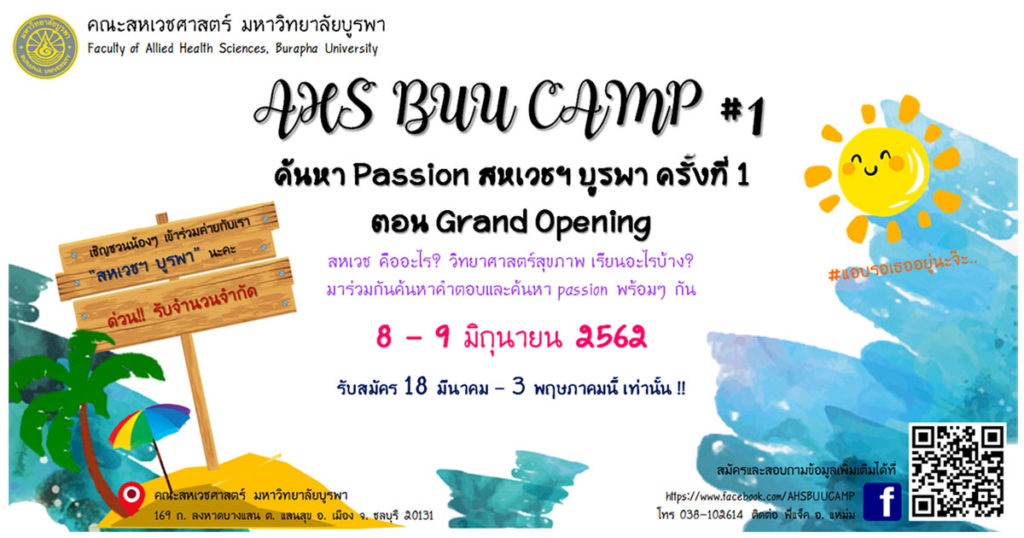 คณะสหเวชศาสตร์ มหาวิทยาลัยบูรพา
Faculty of Allied Health Sciences, Burapha University
AHS BUU CAMP #1
ค้นหา Passion สหเวชฯ บูรพา ครั้งที่ 1
ตอน Grand Opening
สหเวช คืออะไร? วิทยาศาสตร์สุขภาพ เรียนอะไรบ้าง?
มาร่วมกันค้นหาคำตอบและค้นหา passion พร้อมๆ กัน
8 - 9 มิถุนายน 2562
รับสมัคร 18 มีนาคม - 3 พฤษภาคมนี้ เท่านั้น !!
เชิญชวนน้องๆ เข้าร่วมค่ายกับเรา
"สหเวชฯ บูรพา" นะคะ
ด่วน!! รับจำนวนจำกัด
#แอบรอเธออยู่นะจ๊ะ..
คณะสหเวชศาสตร์ มหาวิทยาลัยบูรพา
169 ถ. ลงหาดบางแสน ต. แสนสุข อ. เมือง จ. ชลบุรี 20131
สมัครและสอบถามข้อมูลเพิ่มเติมได้ที่
https://www.facebook.com/AHSBUUCAMP
โทร 038-102614 ติดต่อ พี่แจ็ค อ. แหม่ม